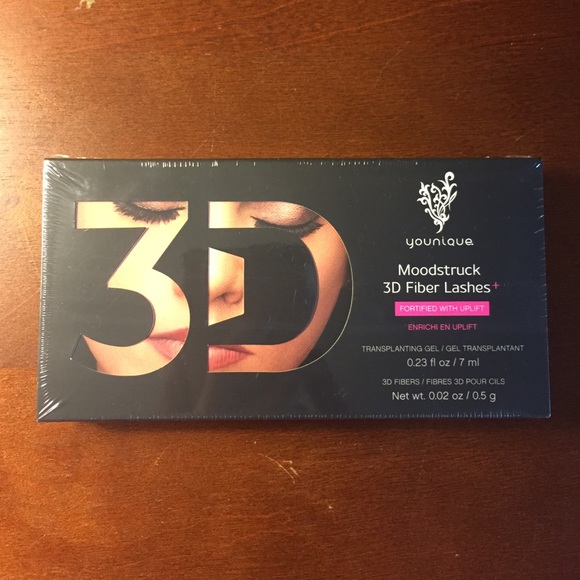 3D
younique
Moodstruck
3D Fiber Lashes+
FORTIFIED WITH UPLIFT
ENRICHI EN UPLIFT
TRANSPLANTING GEL / GEL TRANSPLANTANT
0.23 fl oz / 7 ml
3D FIBERS / FIBRES 3D POUR CILS
Net wt. 0.02 oz / 0.5 g